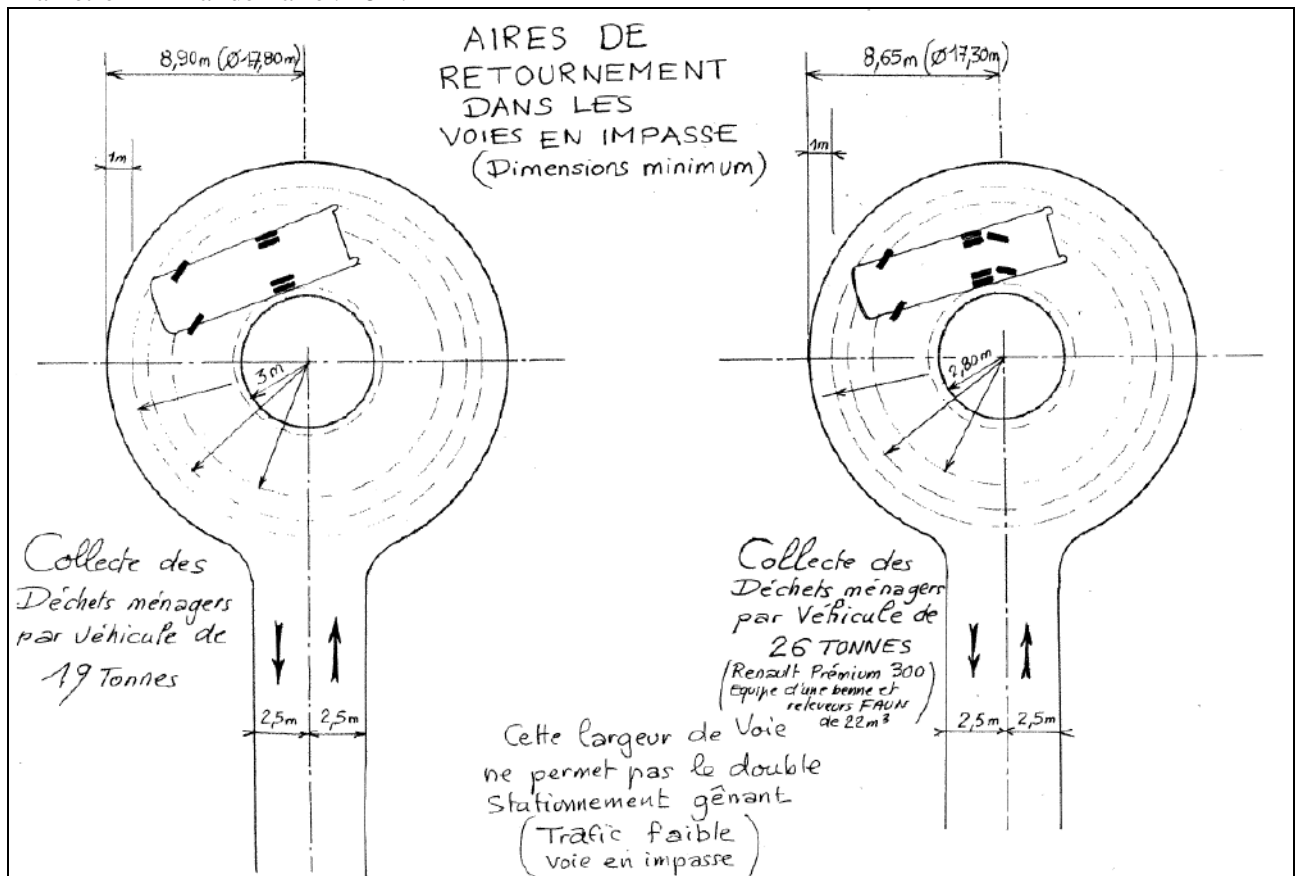 AIRES DE
RETOURNEMENT
DANS LES
VOIES EN IMPASSE
(Dimensions minimum)
8,90m (Ø17,80m)
1m
3m
Collecte des
Déchets ménagers
par véhicule de
19 Tonnes
2,5m 2,5m
8,65m (Ø17,30m)
1m
2,80m
Collecte des
Déchets ménagers
par Véhicule de
26 TONNES
(Renault Prémium 300
Equipe d'une benne et
releveurs FAUN
de 22m³)
2,5m 2,5m
Cette largeur de Voie
ne permet pas le double
Stationnement gênant
(Trafic faible
voie en impasse)